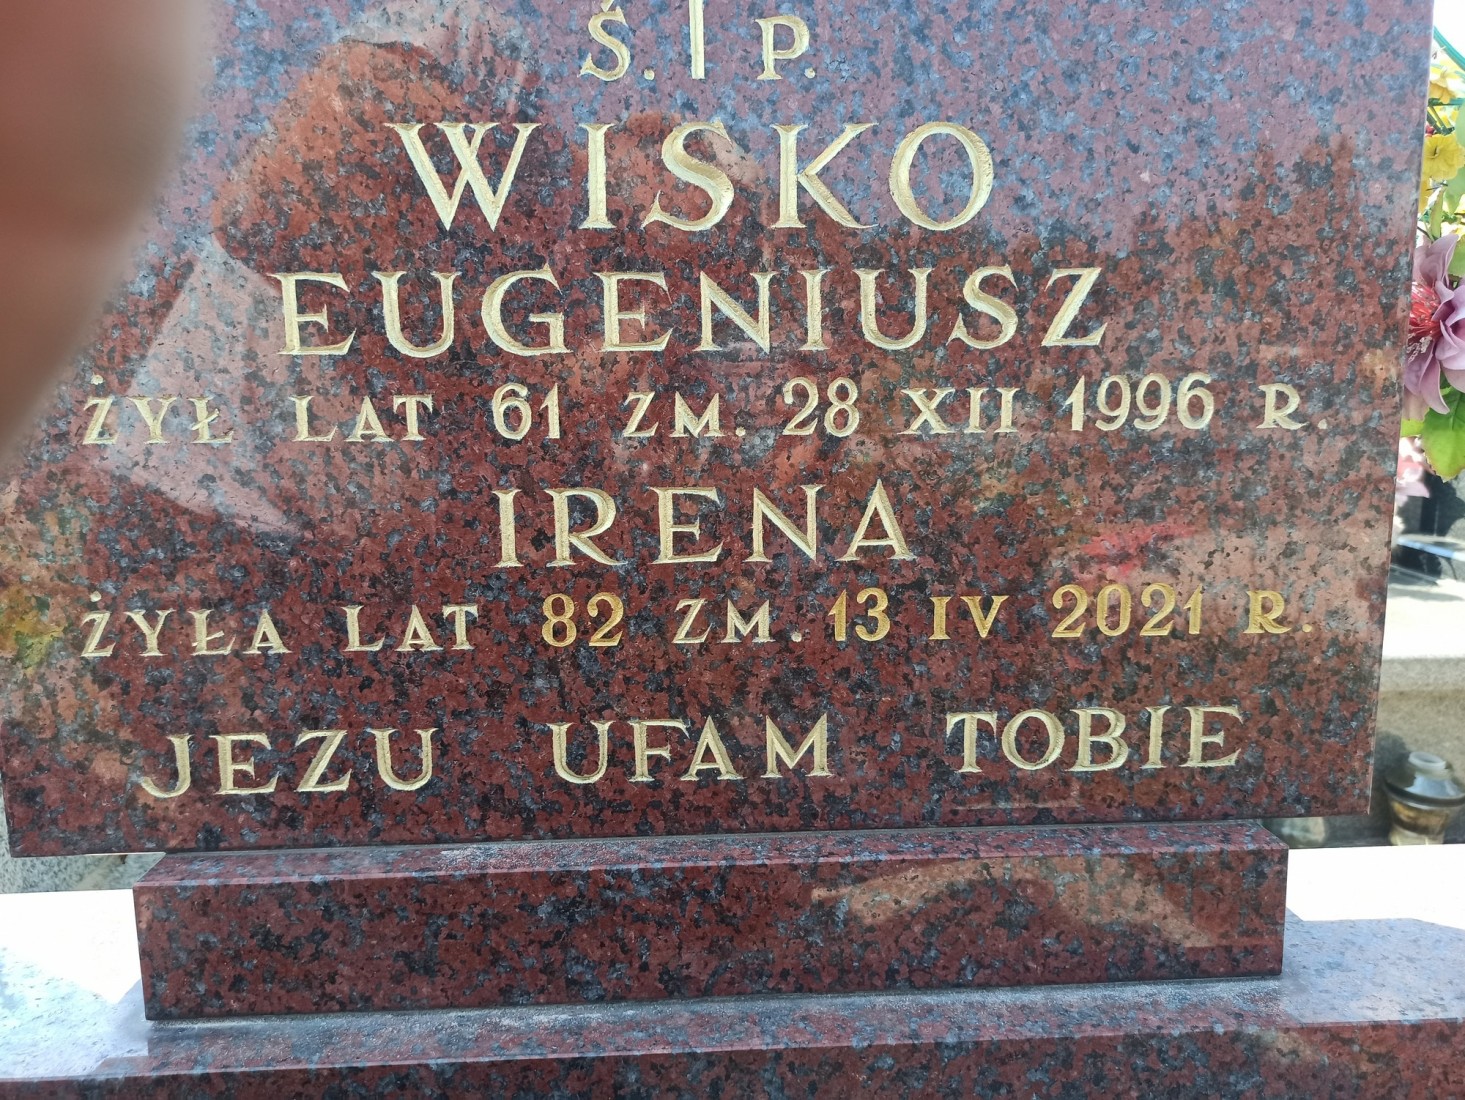 Ś. † P.
WISKO
EUGENIUSZ
ŻYŁ LAT 61 ZM. 28 XII 1996 R.
IRENA
ŻYŁA LAT 82 ZM. 13 IV 2021 R.
JEZU UFAM TOBIE